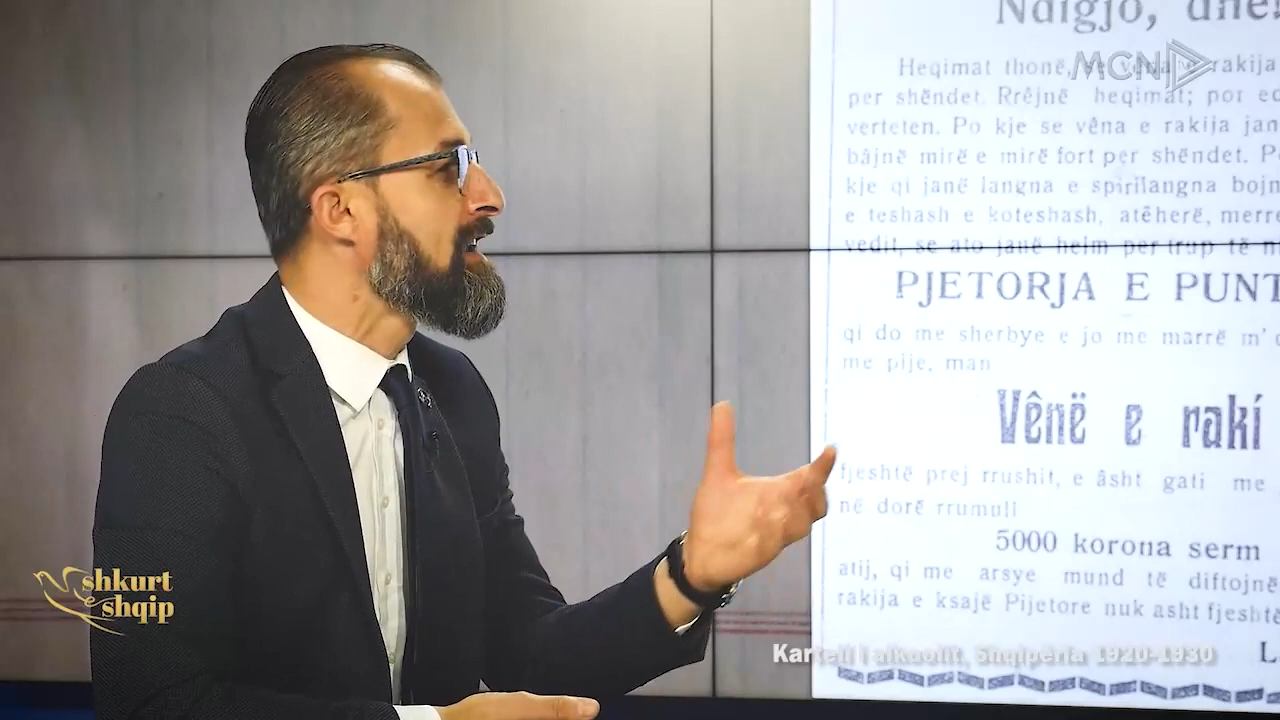 Ndigjo, dhe
MCN
Heqimat thonë, se vêna e rakija
per shëndet. Rrêjnë heqimat; por
verteten. Po kje se vêna e rakija jan
bâjnë mirë e mirë fort per shëndet.
kje qi janë langna e spirilangna bojn
e teshash e koteshash, atëherë, merr
vedit, se ato janë helm per trup të
PJETORJA E PUNT
qi do me sherbye e jo me marrë m'
me pije, man
Vênë e rakí
fjeshtë prej rrushit, e âsht gati me
në dorë rrumull
5000 korona serm
atij, qi me arsye mund të diftojnë
rakija e ksajë Pijetore nuk asht fjeshtë
shkurt
e shqip
Karteli i alkoolit, Shqipëria 1920-1930
L